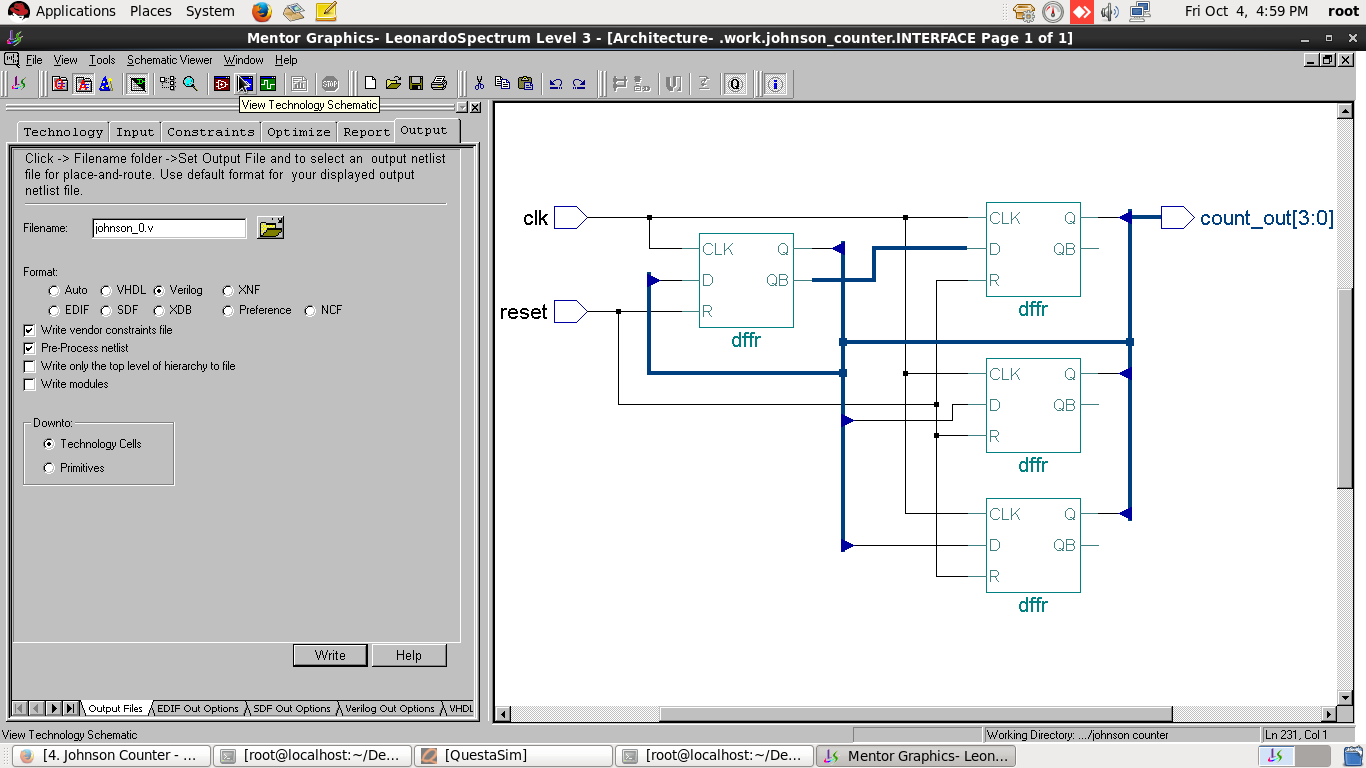 Applications Places System
Fri Oct 4, 4:59 PM root
Mentor Graphics- LeonardoSpectrum Level 3 - [Architecture- .work.johnson_counter.INTERFACE Page 1 of 1]
File View Tools Schematic Viewer Window Help
STOP
Q
View Technology Schematic
Technology Input Constraints Optimize Report Output
Click -> Filename folder ->Set Output File and to select an output netlist
file for place-and-route. Use default format for your displayed output
netlist file.
Filename: johnson_0.v
Format:
Auto VHDL Verilog XNF
EDIF SDF XDB Preference NCF
Write vendor constraints file
Pre-Process netlist
Write only the top level of hierarchy to file
Write modules
Downto:
Technology Cells
Primitives
Write Help
Output Files EDIF Out Options SDF Out Options Verilog Out Options VHDL
clk
reset
CLK Q
D QB
R
dffr
CLK Q
D QB
R
dffr
count_out[3:0]
CLK Q
D QB
R
dffr
CLK Q
D QB
R
dffr
View Technology Schematic
Working Directory: .../johnson counter
Ln 231, Col 1
[4. Johnson Counter - ...
[root@localhost:~/De...
[QuestaSim]
[root@localhost:~/De...
Mentor Graphics- Leon...